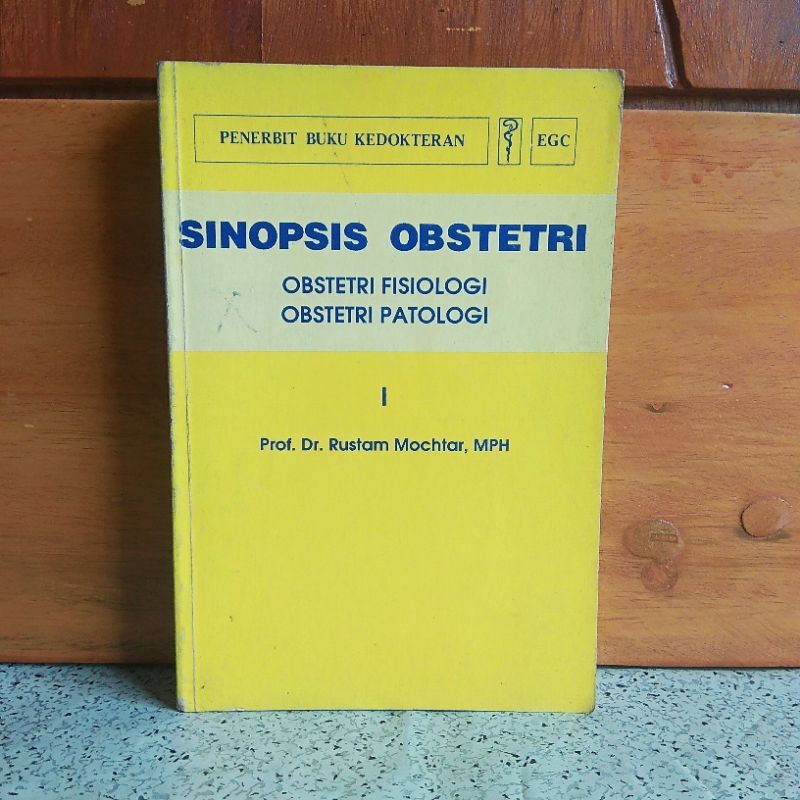 PENERBIT BUKU KEDOKTERAN EGC
SINOPSIS OBSTETRI
OBSTETRI FISIOLOGI
OBSTETRI PATOLOGI
I
Prof. Dr. Rustam Mochtar, MPH